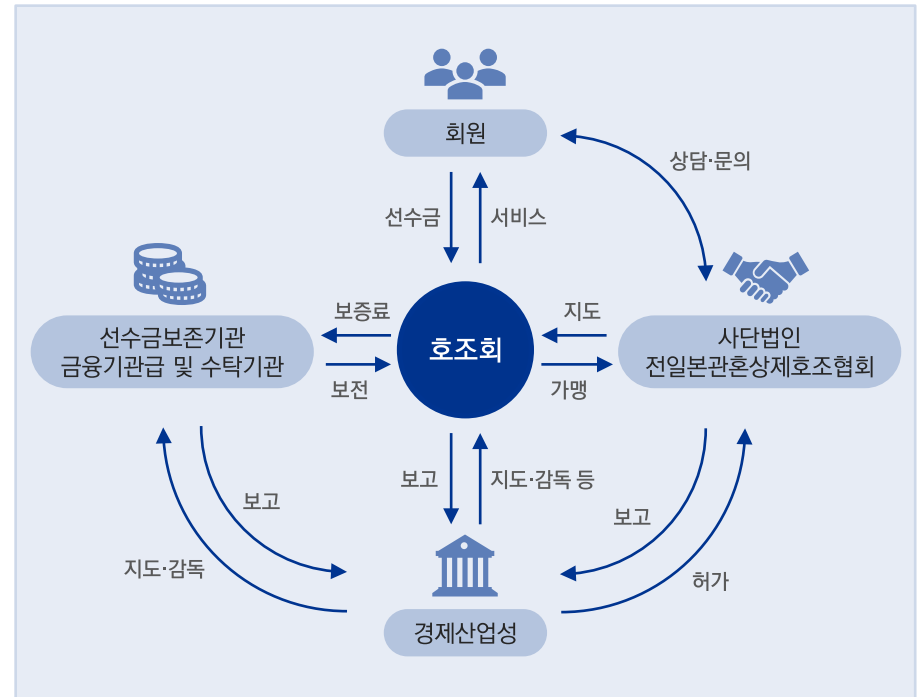 회원
상담·문의
선수금
서비스
선수금보존기관
금융기관급 및 수탁기관
보증료
보전
호조회
지도
가맹
사단법인
전일본관혼상제호조협회
보고
지도·감독 등
보고
지도·감독
보고
허가
경제산업성